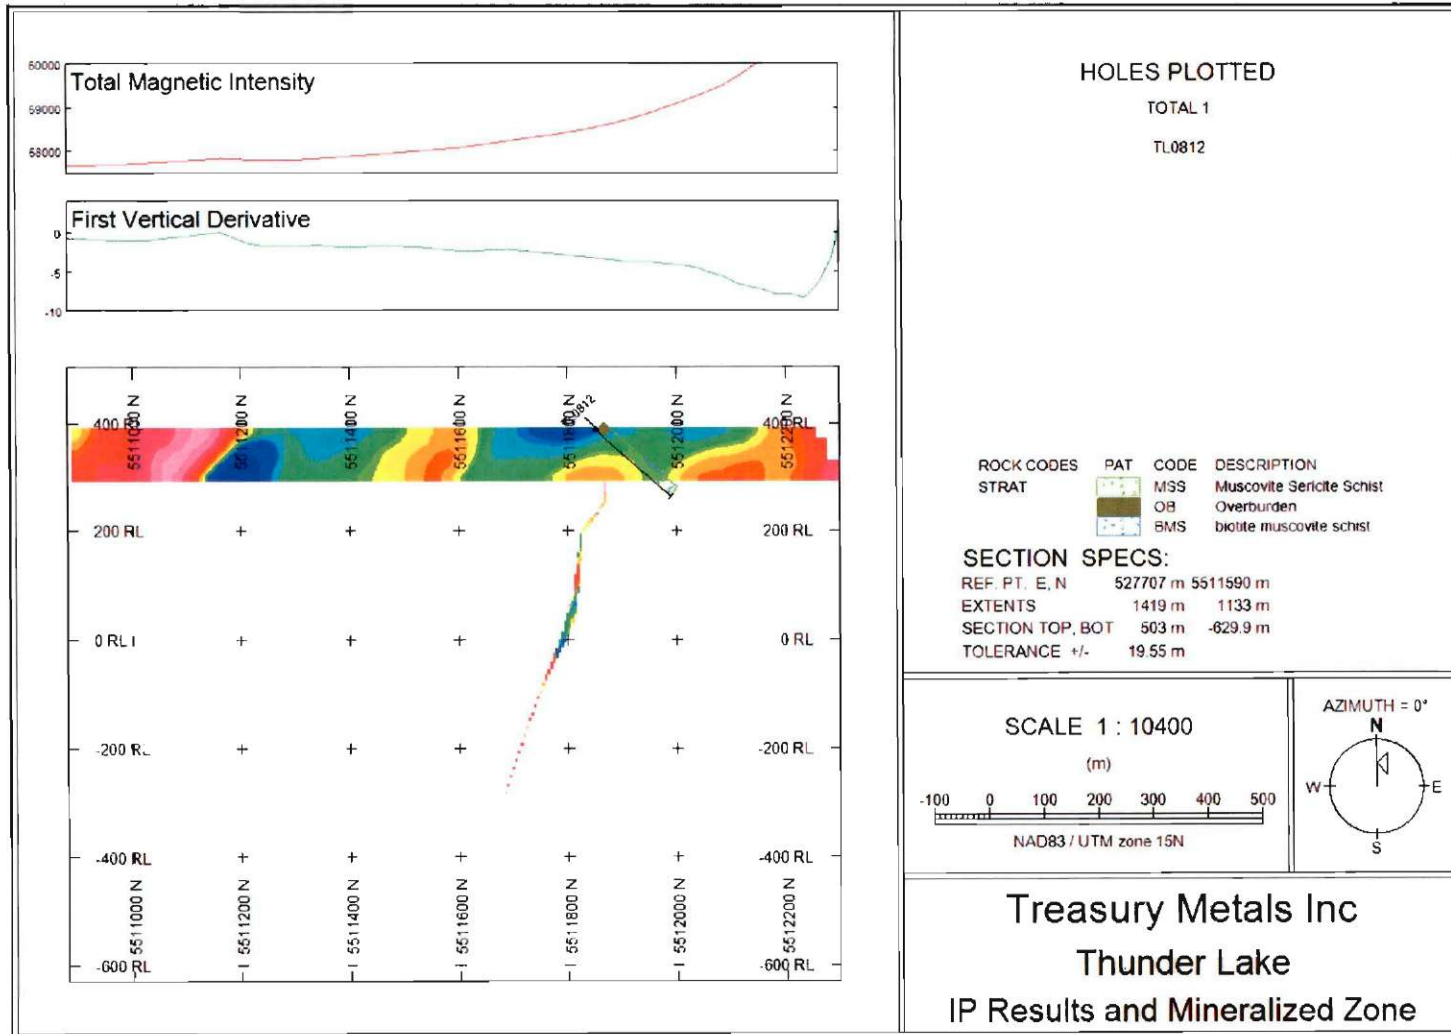 Total Magnetic Intensity
60000
59000
58000
First Vertical Derivative
0
-5
-10
5511000 N
5511200 N
5511400 N
5511600 N
5511800 N
5512000 N
5512200 N
400 RL
400 RL
200 RL
200 RL
0 RL
0 RL
-200 RL
-200 RL
-400 RL
-400 RL
-600 RL
-600 RL
5511000 N
5511200 N
5511400 N
5511600 N
5511800 N
5512000 N
5512200 N
HOLES PLOTTED
TOTAL 1
TL0812
ROCK CODES PAT CODE DESCRIPTION
STRAT MSS Muscovite Sericite Schist
OB Overburden
BMS biotite muscovite schist
SECTION SPECS:
REF. PT. E, N 527707 m 5511590 m
EXTENTS 1419 m 1133 m
SECTION TOP, BOT 503 m -629.9 m
TOLERANCE +/- 19.55 m
SCALE 1 : 10400
(m)
-100 0 100 200 300 400 500
NAD83 / UTM zone 15N
AZIMUTH = 0°
N
W E
S
Treasury Metals Inc
Thunder Lake
IP Results and Mineralized Zone